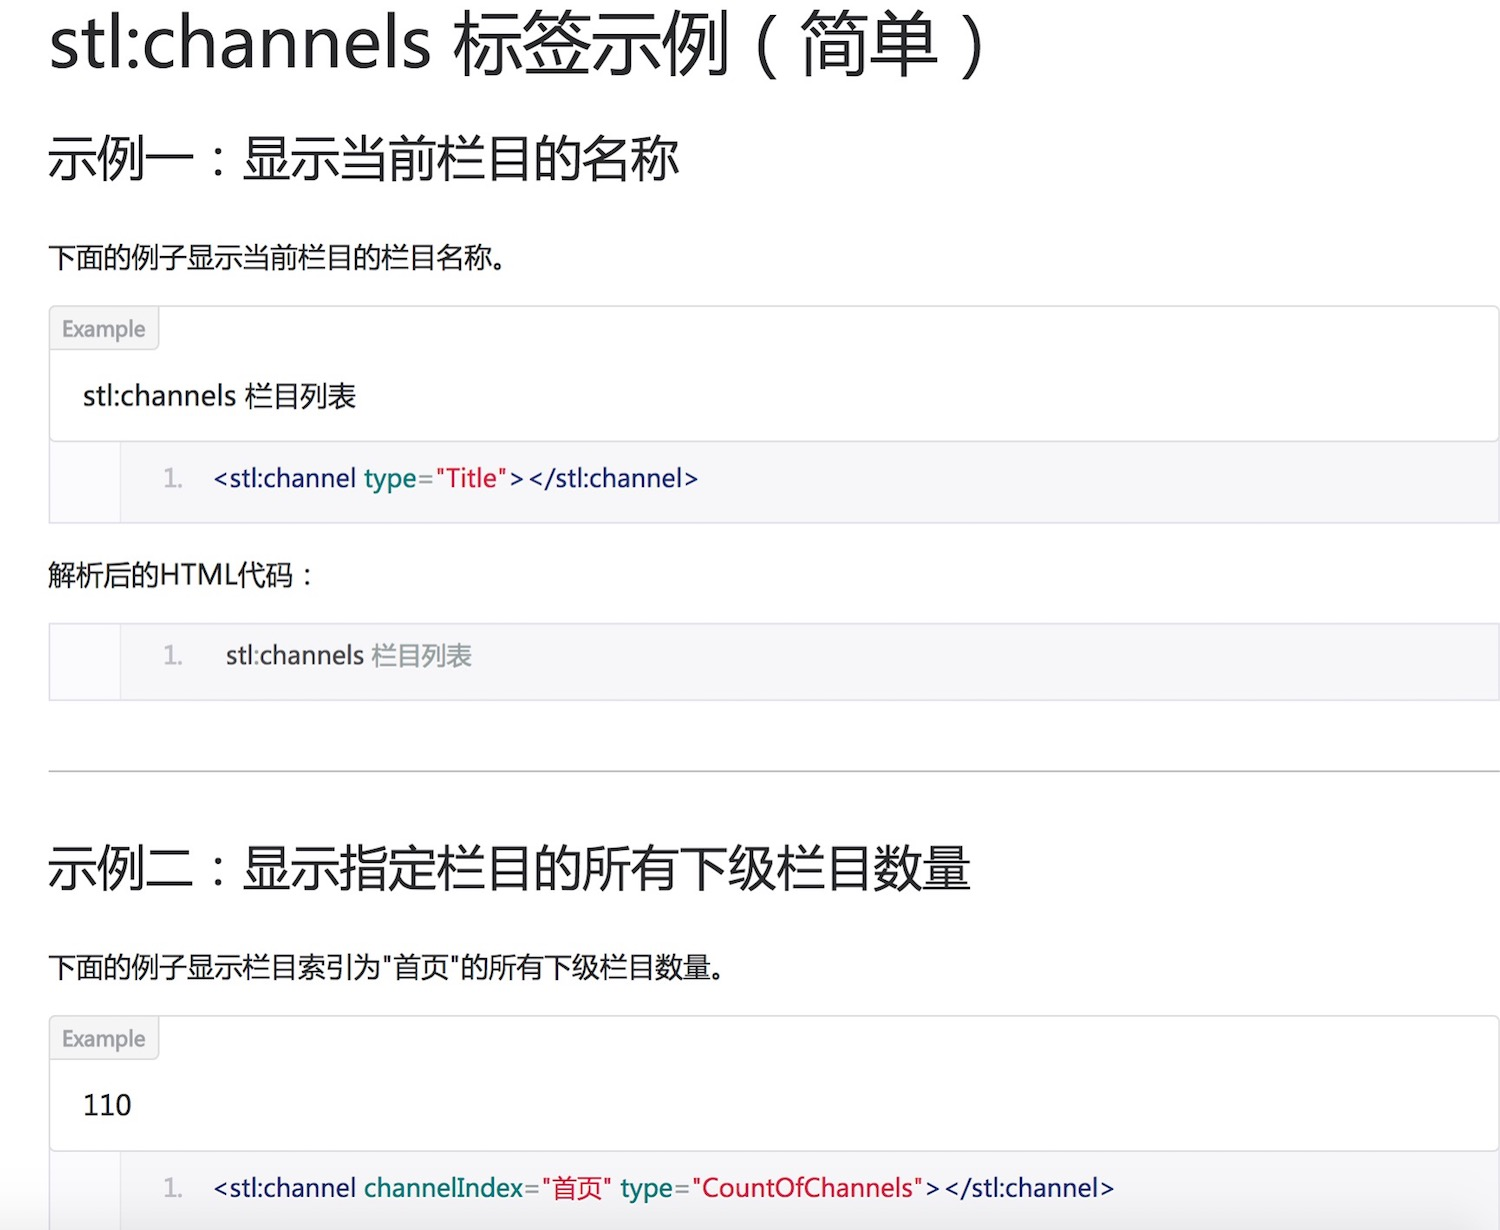 stl:channels 标签示例（简单）
示例一：显示当前栏目的名称
下面的例子显示当前栏目的栏目名称。
Example
stl:channels 栏目列表
1. <stl:channel type="Title"></stl:channel>
解析后的HTML代码：
1. stl:channels 栏目列表
示例二：显示指定栏目的所有下级栏目数量
下面的例子显示栏目索引为"首页"的所有下级栏目数量。
Example
110
1. <stl:channel channelIndex="首页" type="CountOfChannels"></stl:channel>